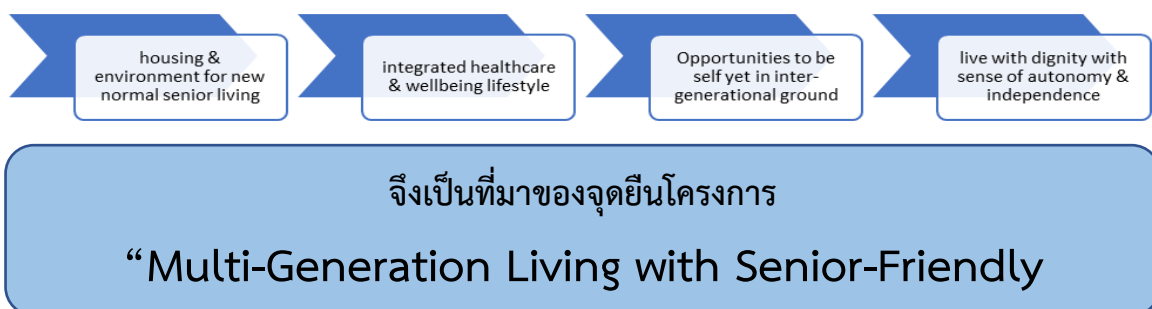 housing &
environment for new
normal senior living
integrated healthcare
& wellbeing lifestyle
Opportunities to be
self yet in inter-
generational ground
live with dignity with
sense of autonomy &
independence
จึงเป็นที่มาของจุดยืนโครงการ
“Multi-Generation Living with Senior-Friendly